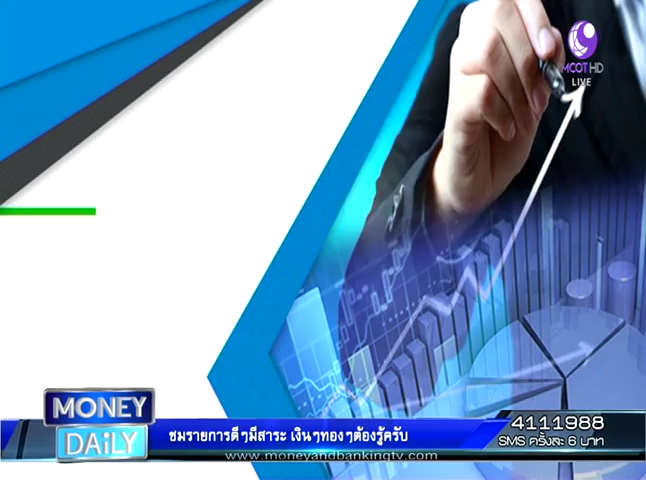 MCOT HD
LIVE
MONEY
DAiLY
ชมรายการดีๆมีสาระ เงินๆทองๆต้องรู้ครับ
4111988
SMS ครั้งละ 6 บาท
www.moneyandbankingtv.com